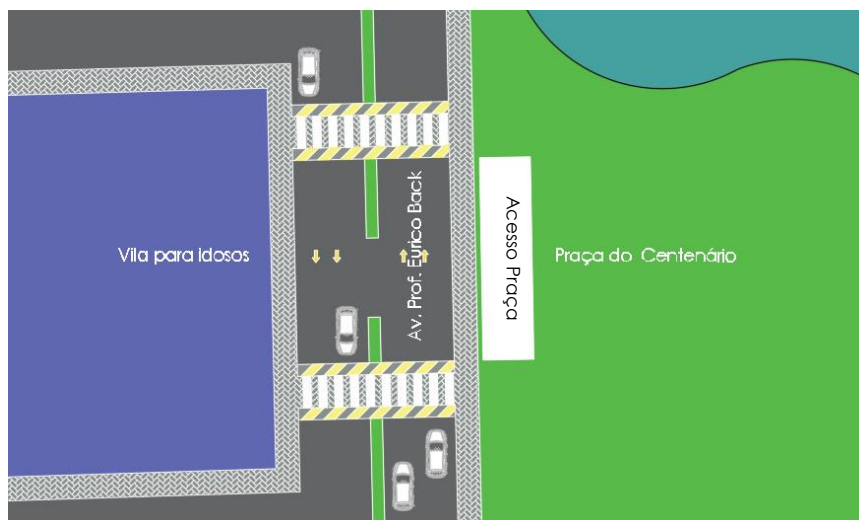 Vila para idosos
Av. Prof. Eurico Back
Acesso Praça
Praça do Centenário